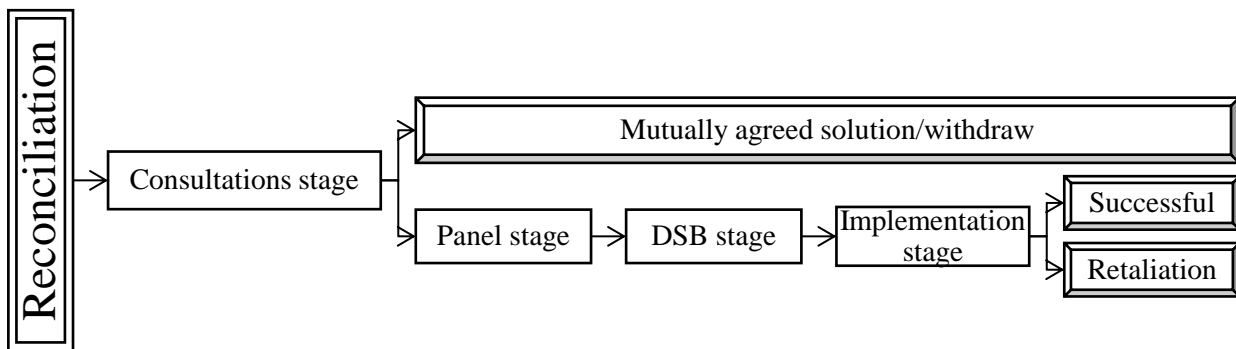 Reconciliation
Consultations stage
Mutually agreed solution/withdraw
Panel stage
DSB stage
Implementation
stage
Successful
Retaliation